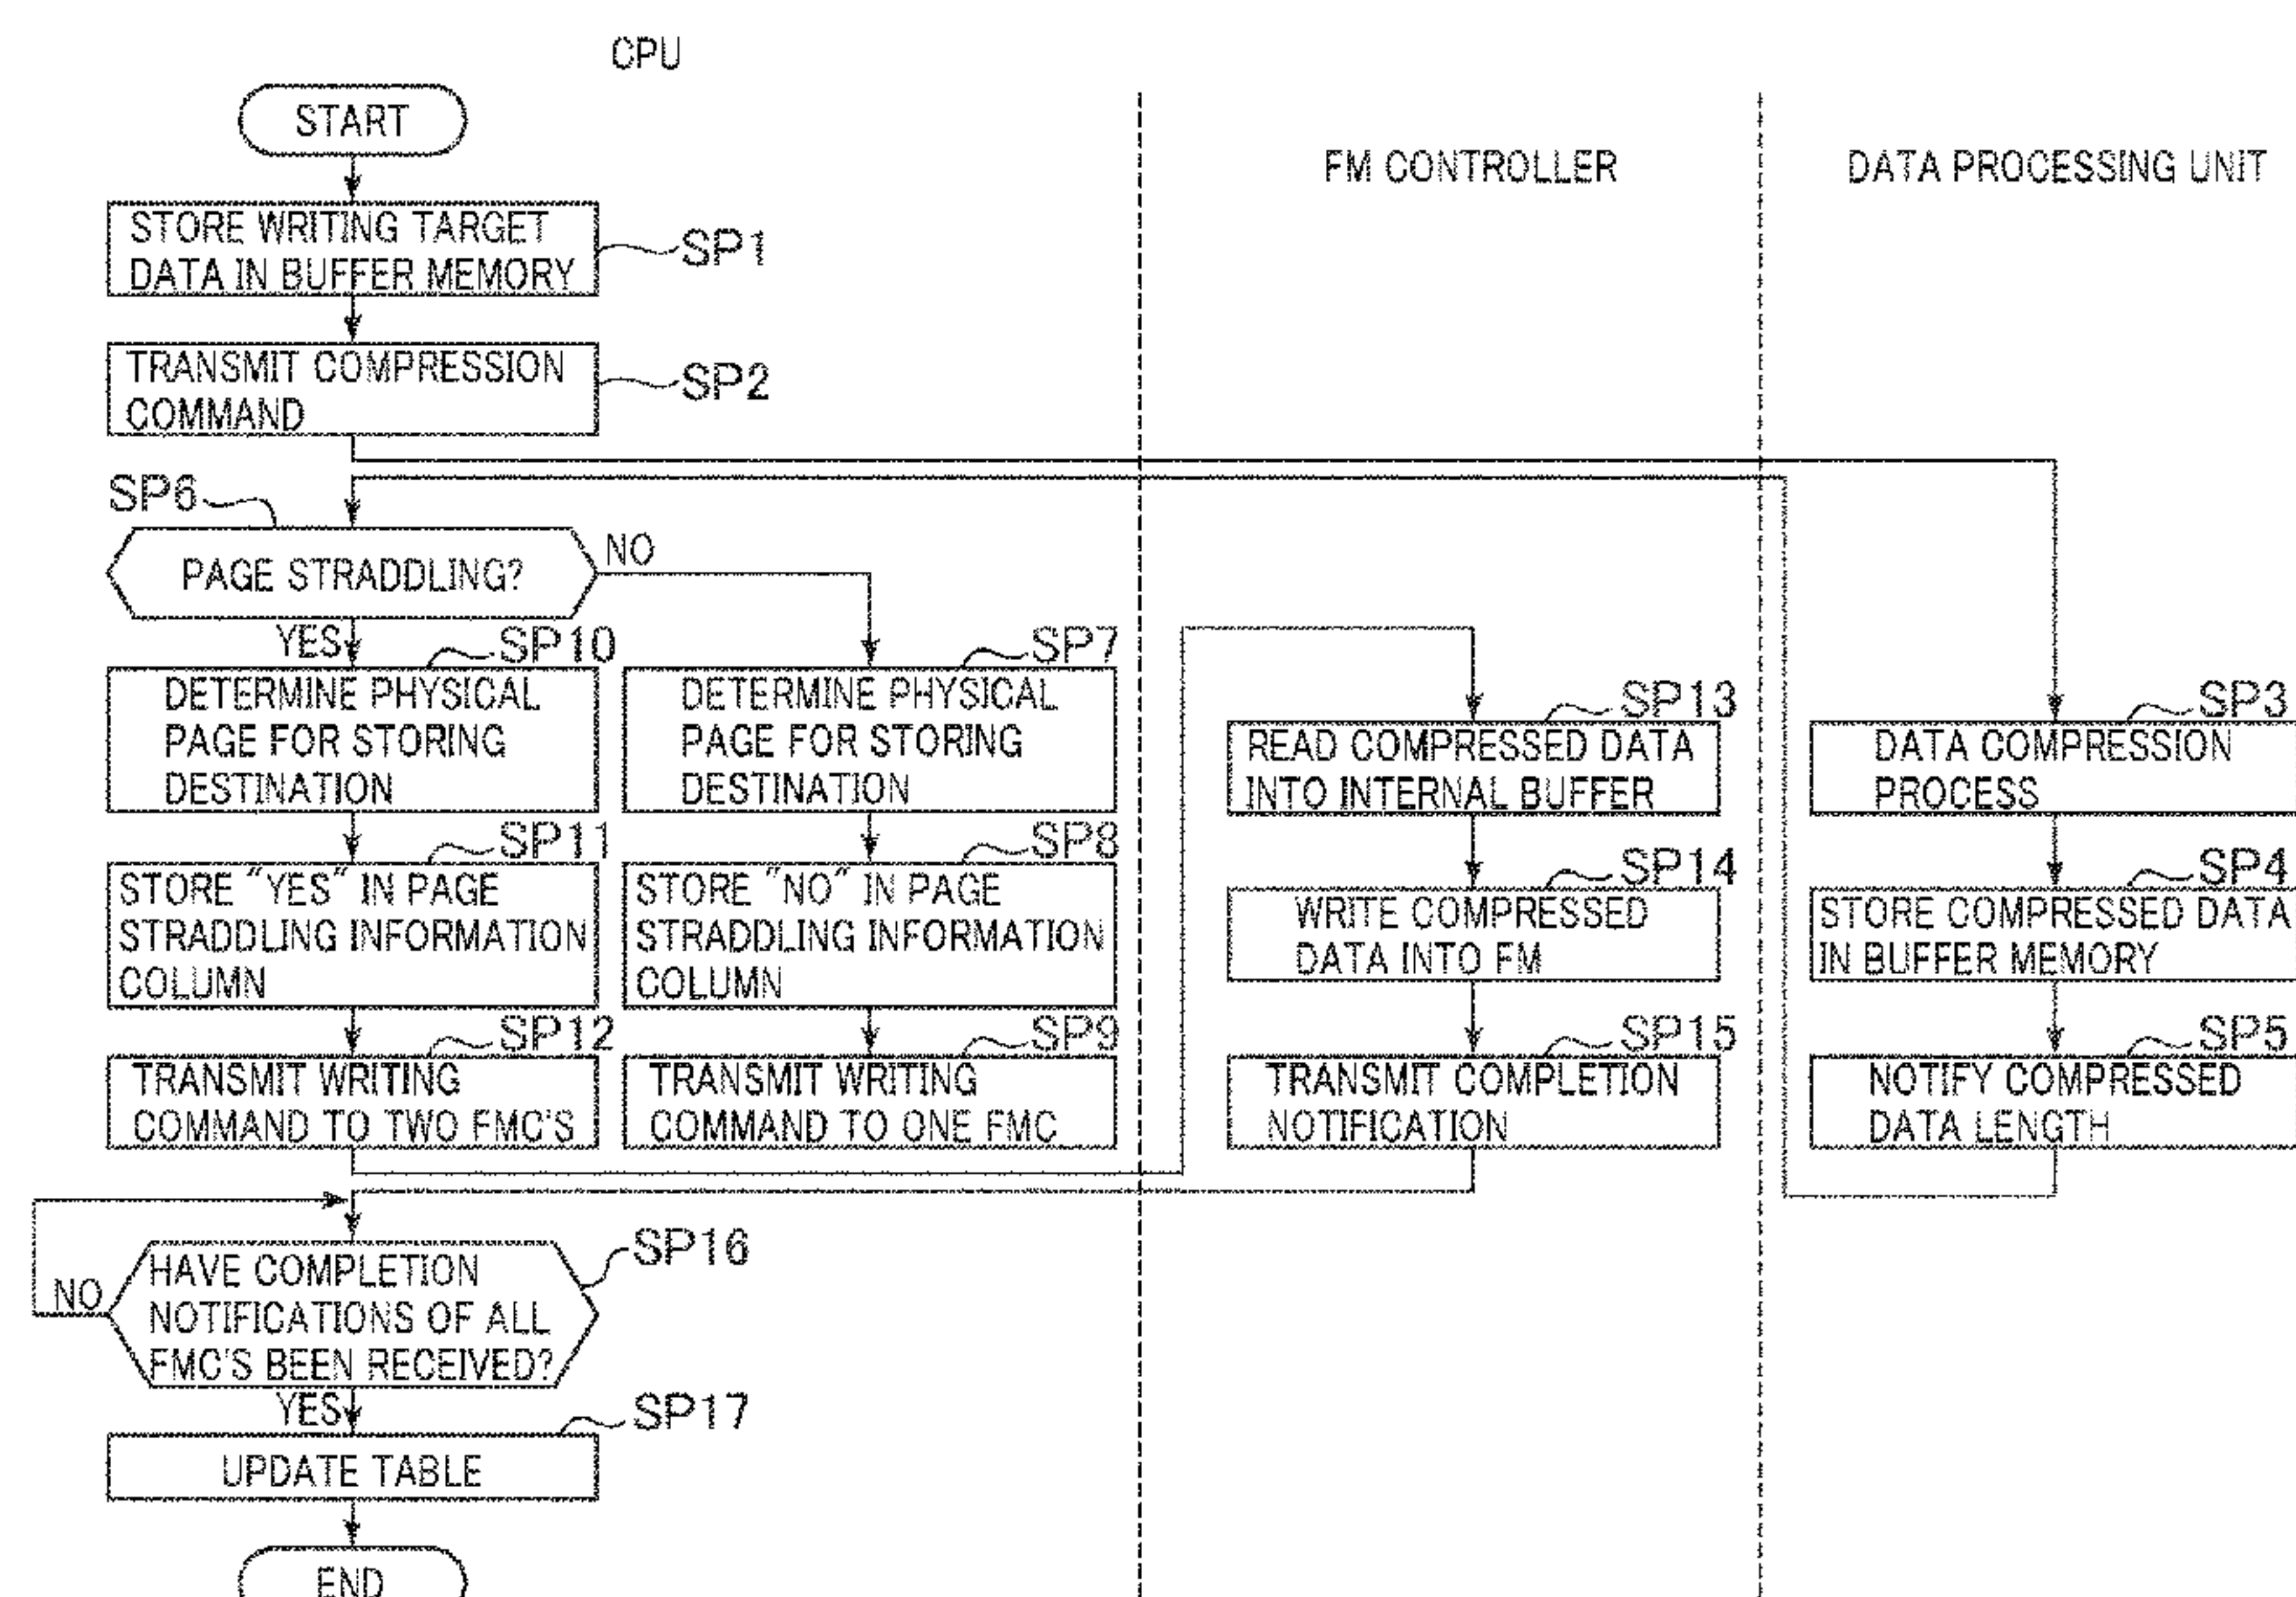 CPU
START
FM CONTROLLER
DATA PROCESSING UNIT
STORE WRITING TARGET
DATA IN BUFFER MEMORY
SP1
TRANSMIT COMPRESSION
COMMAND
SP2
SP6
PAGE STRADDLING?
NO
YES
SP10
DETERMINE PHYSICAL
PAGE FOR STORING
DESTINATION
SP11
STORE "YES" IN PAGE
STRADDLING INFORMATION
COLUMN
SP12
TRANSMIT WRITING
COMMAND TO TWO FMC'S
SP7
DETERMINE PHYSICAL
PAGE FOR STORING
DESTINATION
SP8
STORE "NO" IN PAGE
STRADDLING INFORMATION
COLUMN
SP9
TRANSMIT WRITING
COMMAND TO ONE FMC
SP13
READ COMPRESSED DATA
INTO INTERNAL BUFFER
SP14
WRITE COMPRESSED
DATA INTO FM
SP15
TRANSMIT COMPLETION
NOTIFICATION
SP3
DATA COMPRESSION
PROCESS
SP4
STORE COMPRESSED DATA
IN BUFFER MEMORY
SP5
NOTIFY COMPRESSED
DATA LENGTH
SP16
HAVE COMPLETION
NOTIFICATIONS OF ALL
FMC'S BEEN RECEIVED?
NO
YES
SP17
UPDATE TABLE
END